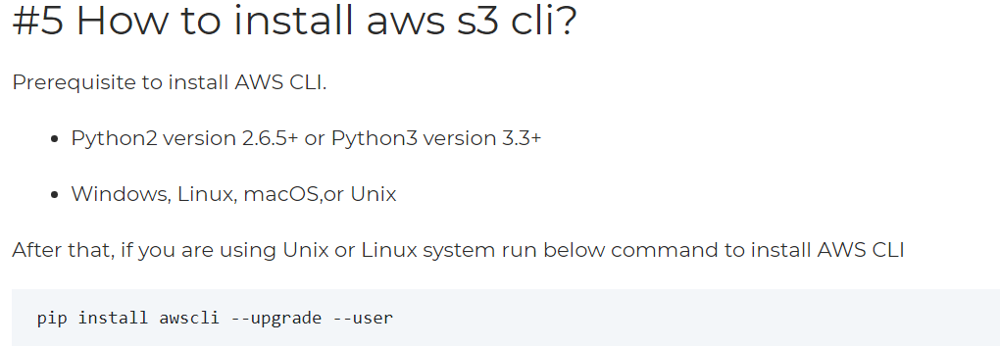 #5 How to install aws s3 cli?
Prerequisite to install AWS CLI.
• Python2 version 2.6.5+ or Python3 version 3.3+
• Windows, Linux, macOS,or Unix
After that, if you are using Unix or Linux system run below command to install AWS CLI
pip install awscli --upgrade --user